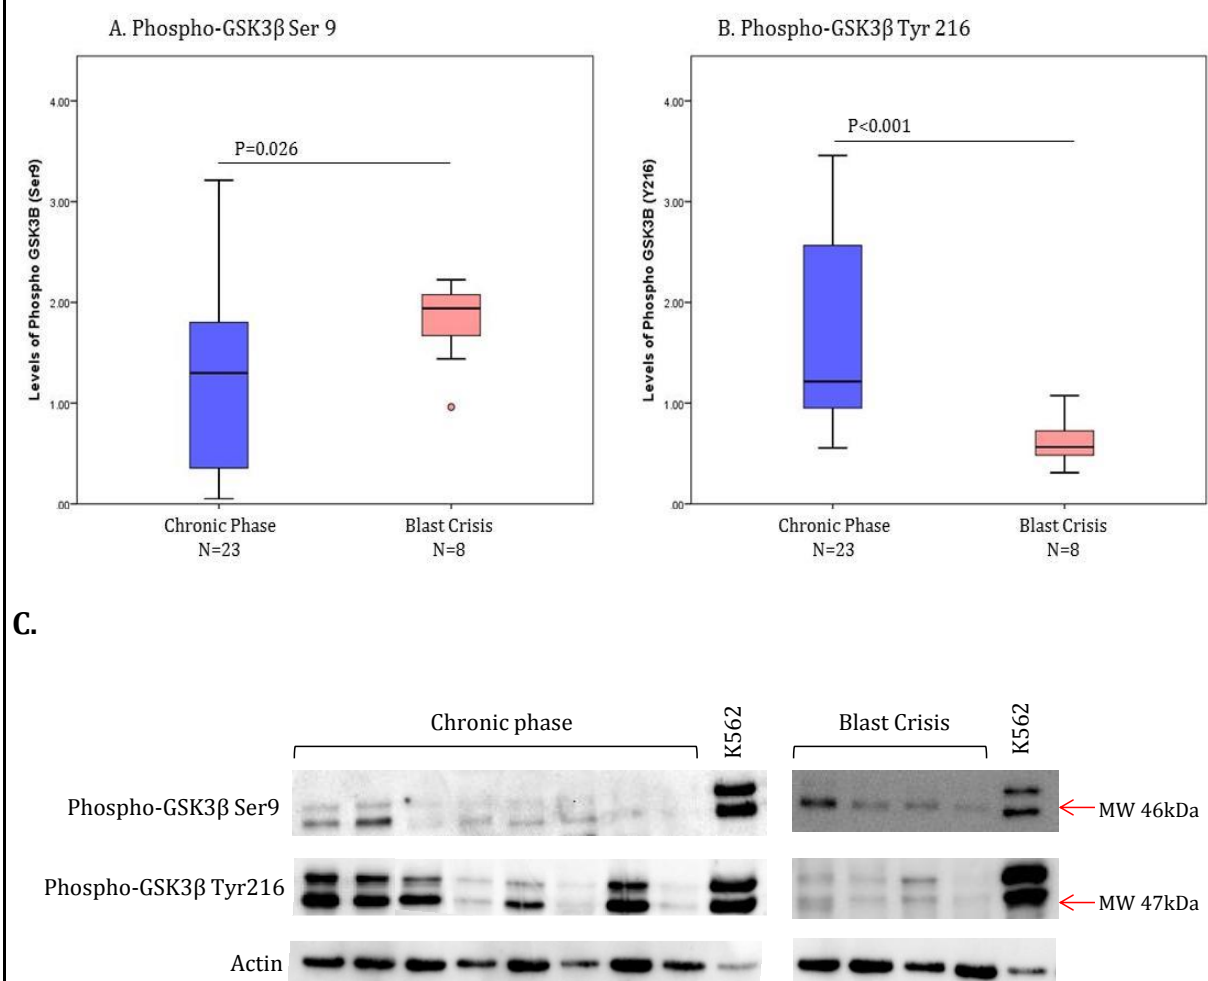 A. Phospho-GSK3β Ser 9
B. Phospho-GSK3β Tyr 216
Levels of Phospho GSK3B (Ser9)
4.00
3.00
2.00
1.00
.00
P=0.026
Chronic Phase
N=23
Blast Crisis
N=8
Levels of Phospho GSK3B (Y216)
4.00
3.00
2.00
1.00
.00
P<0.001
Chronic Phase
N=23
Blast Crisis
N=8
C.
Chronic phase
K562
Blast Crisis
K562
Phospho-GSK3β Ser9
MW 46kDa
Phospho-GSK3β Tyr216
MW 47kDa
Actin